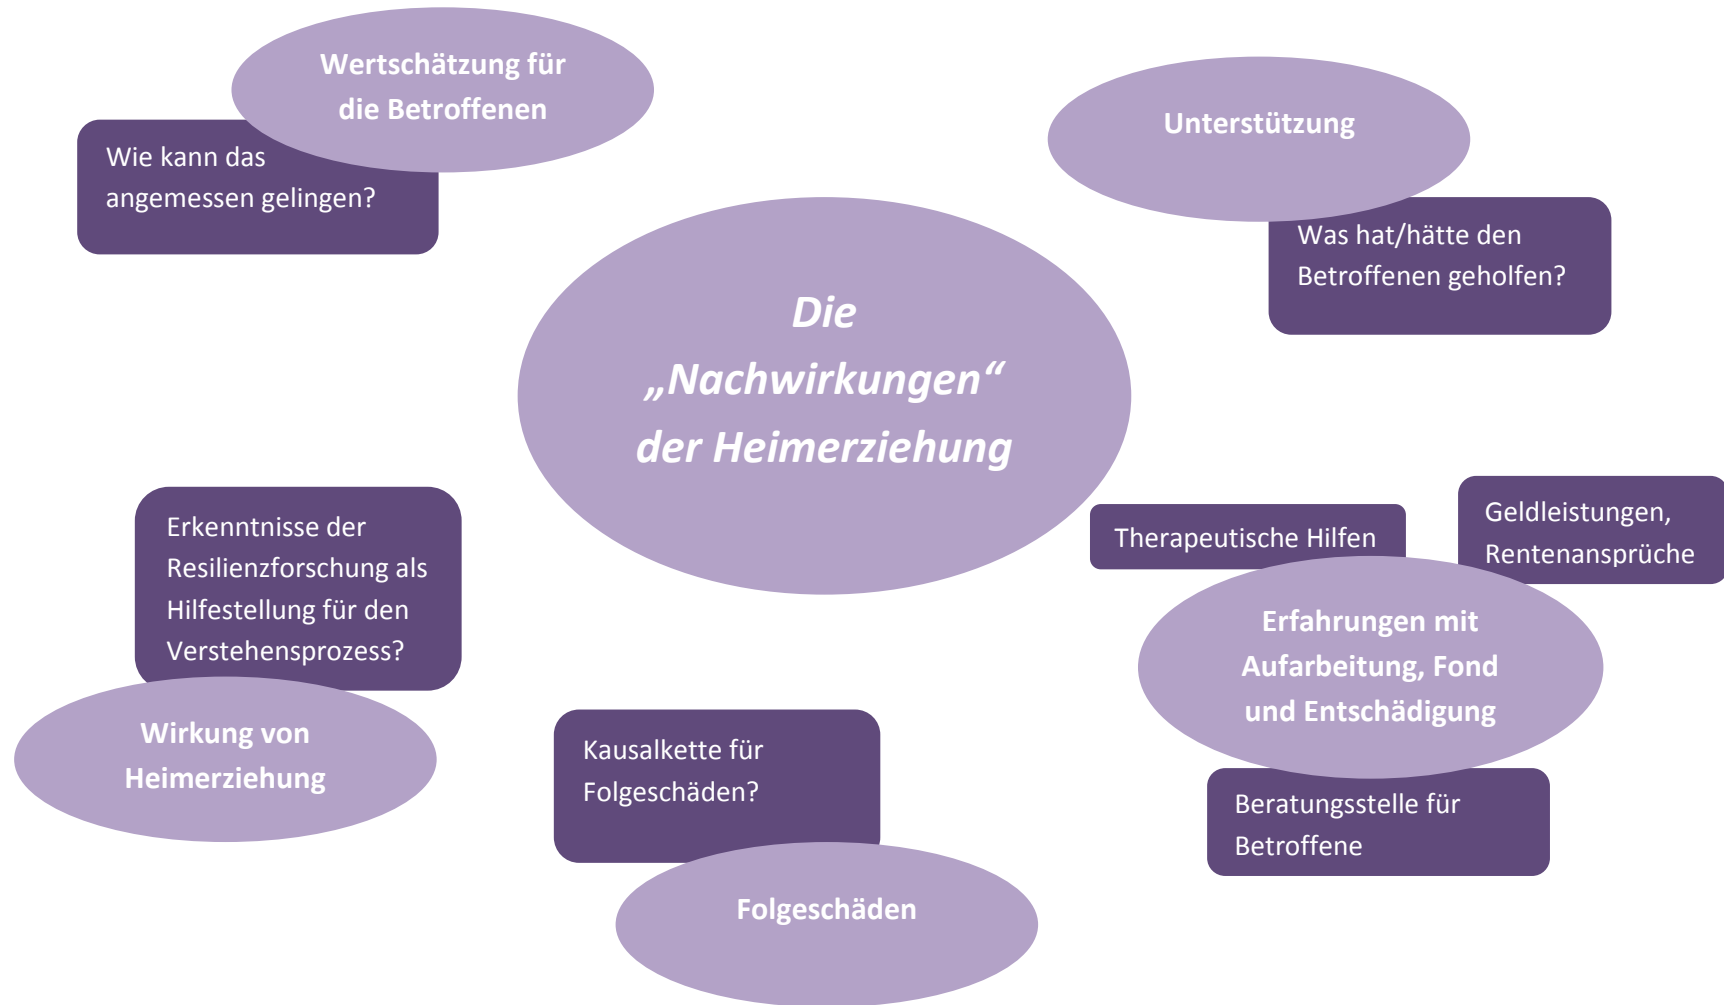 Wertschätzung für
die Betroffenen
Wie kann das
angemessen gelingen?
Unterstützung
Was hat/hätte den
Betroffenen geholfen?
Die
„Nachwirkungen“
der Heimerziehung
Erkenntnisse der
Resilienzforschung als
Hilfestellung für den
Verstehensprozess?
Wirkung von
Heimerziehung
Kausalkette für
Folgeschäden?
Folgeschäden
Therapeutische Hilfen
Geldleistungen,
Rentenansprüche
Erfahrungen mit
Aufarbeitung, Fond
und Entschädigung
Beratungsstelle für
Betroffene